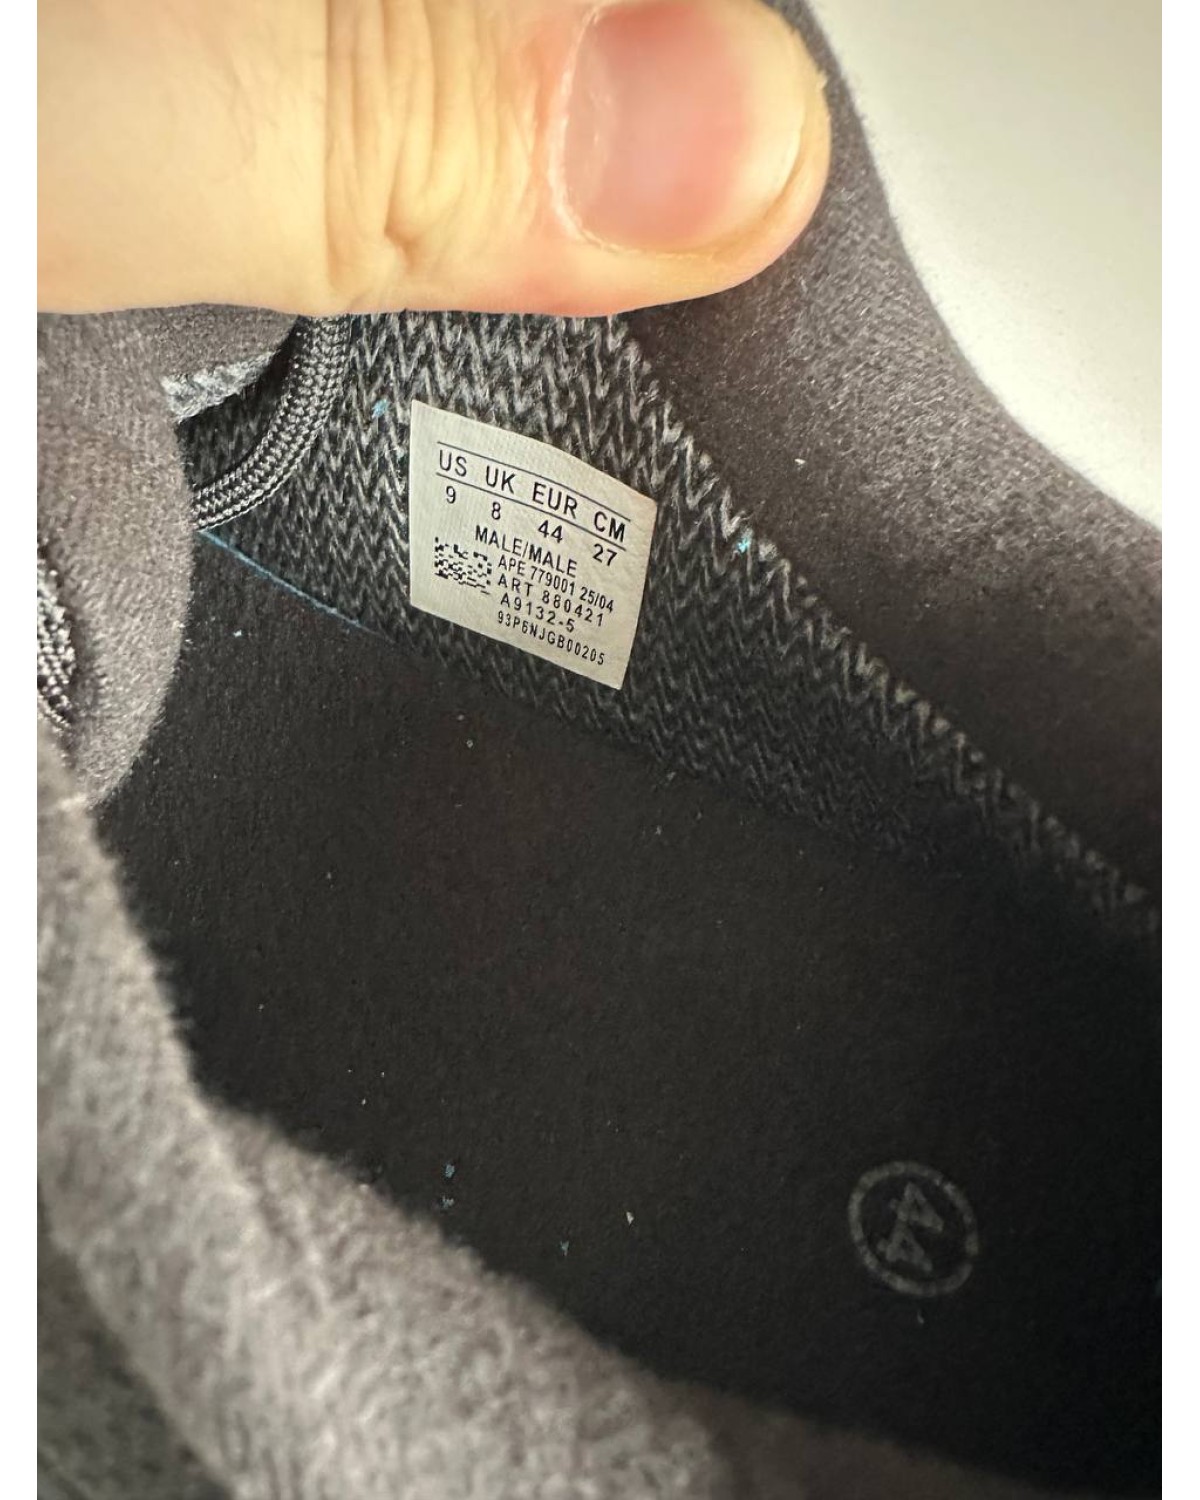 US UK EUR CM
9 8 44 27
MALE/MALE
APE 779001 25/04
ART 880421
A9132-5
93P6NJGB00205
44